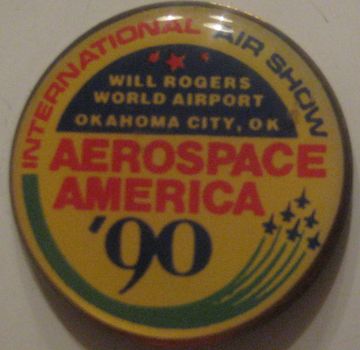 INTERNATIONAL AIR SHOW
WILL ROGERS
WORLD AIRPORT
OKAHOMA CITY, OK
AEROSPACE
AMERICA
'90